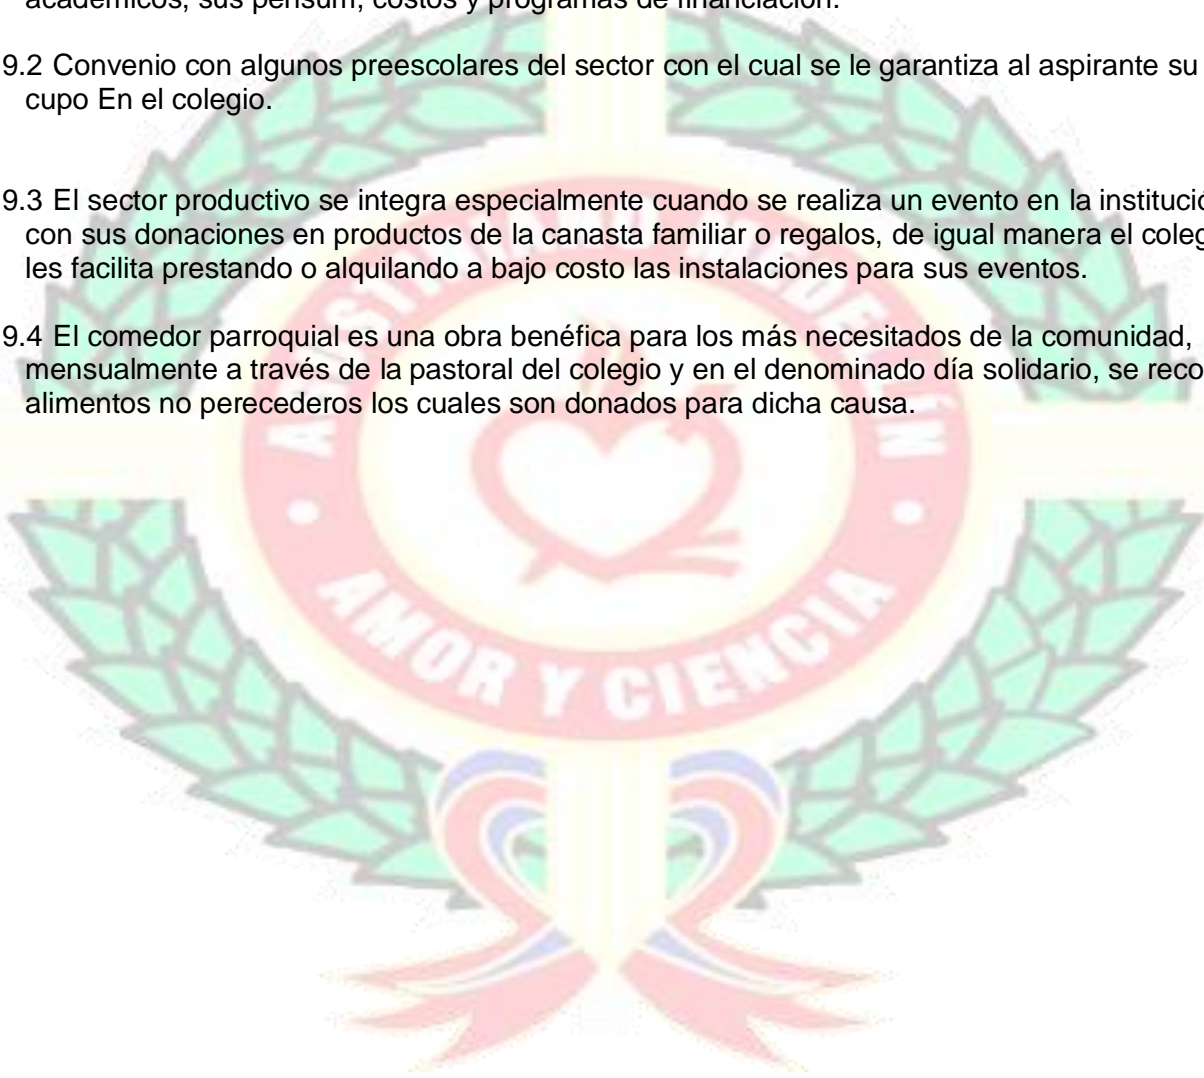 académicos, sus pensum, costos y programas de financiación.
9.2 Convenio con algunos preescolares del sector con el cual se le garantiza al aspirante su
cupo En el colegio.
9.3 El sector productivo se integra especialmente cuando se realiza un evento en la institució
con sus donaciones en productos de la canasta familiar o regalos, de igual manera el coleg
les facilita prestando o alquilando a bajo costo las instalaciones para sus eventos.
9.4 El comedor parroquial es una obra benéfica para los más necesitados de la comunidad,
mensualmente a través de la pastoral del colegio y en el denominado día solidario, se reco
alimentos no perecederos los cuales son donados para dicha causa.
AMOR Y CIENCIA